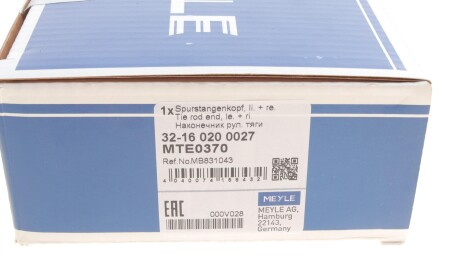 YLE
1x Spurstangenkopf, li. + re.
Tie rod end, le. + ri.
Наконечник рул. тяги
32-16 020 0027
MTE0370
Ref.No:MB831043
EAC
000V028
MEYLE
MEYLE AG,
Hamburg
22143,
Germany